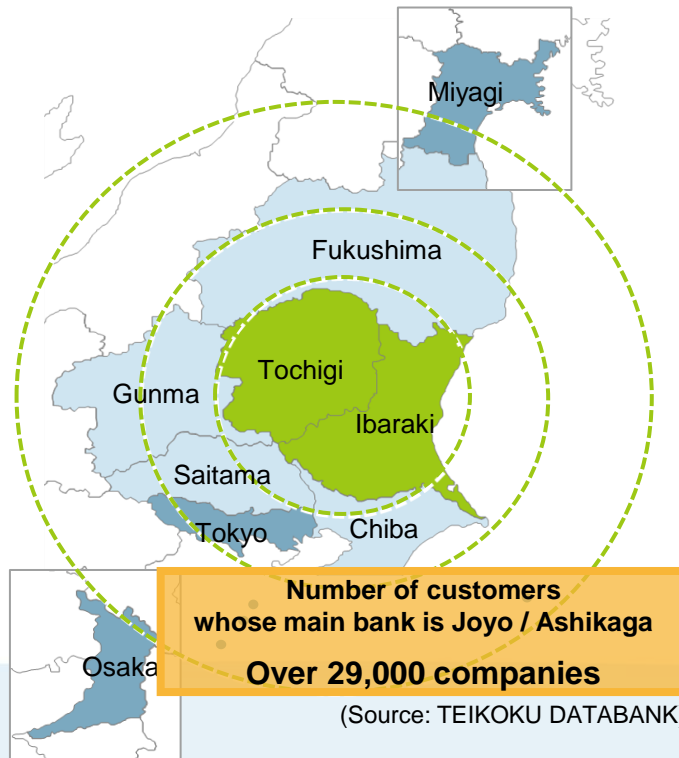 Miyagi
Fukushima
Tochigi
Gunma
Ibaraki
Saitama
Tokyo
Chiba
Number of customers
whose main bank is Joyo / Ashikaga
Over 29,000 companies
Osaka
(Source: TEIKOKU DATABANK